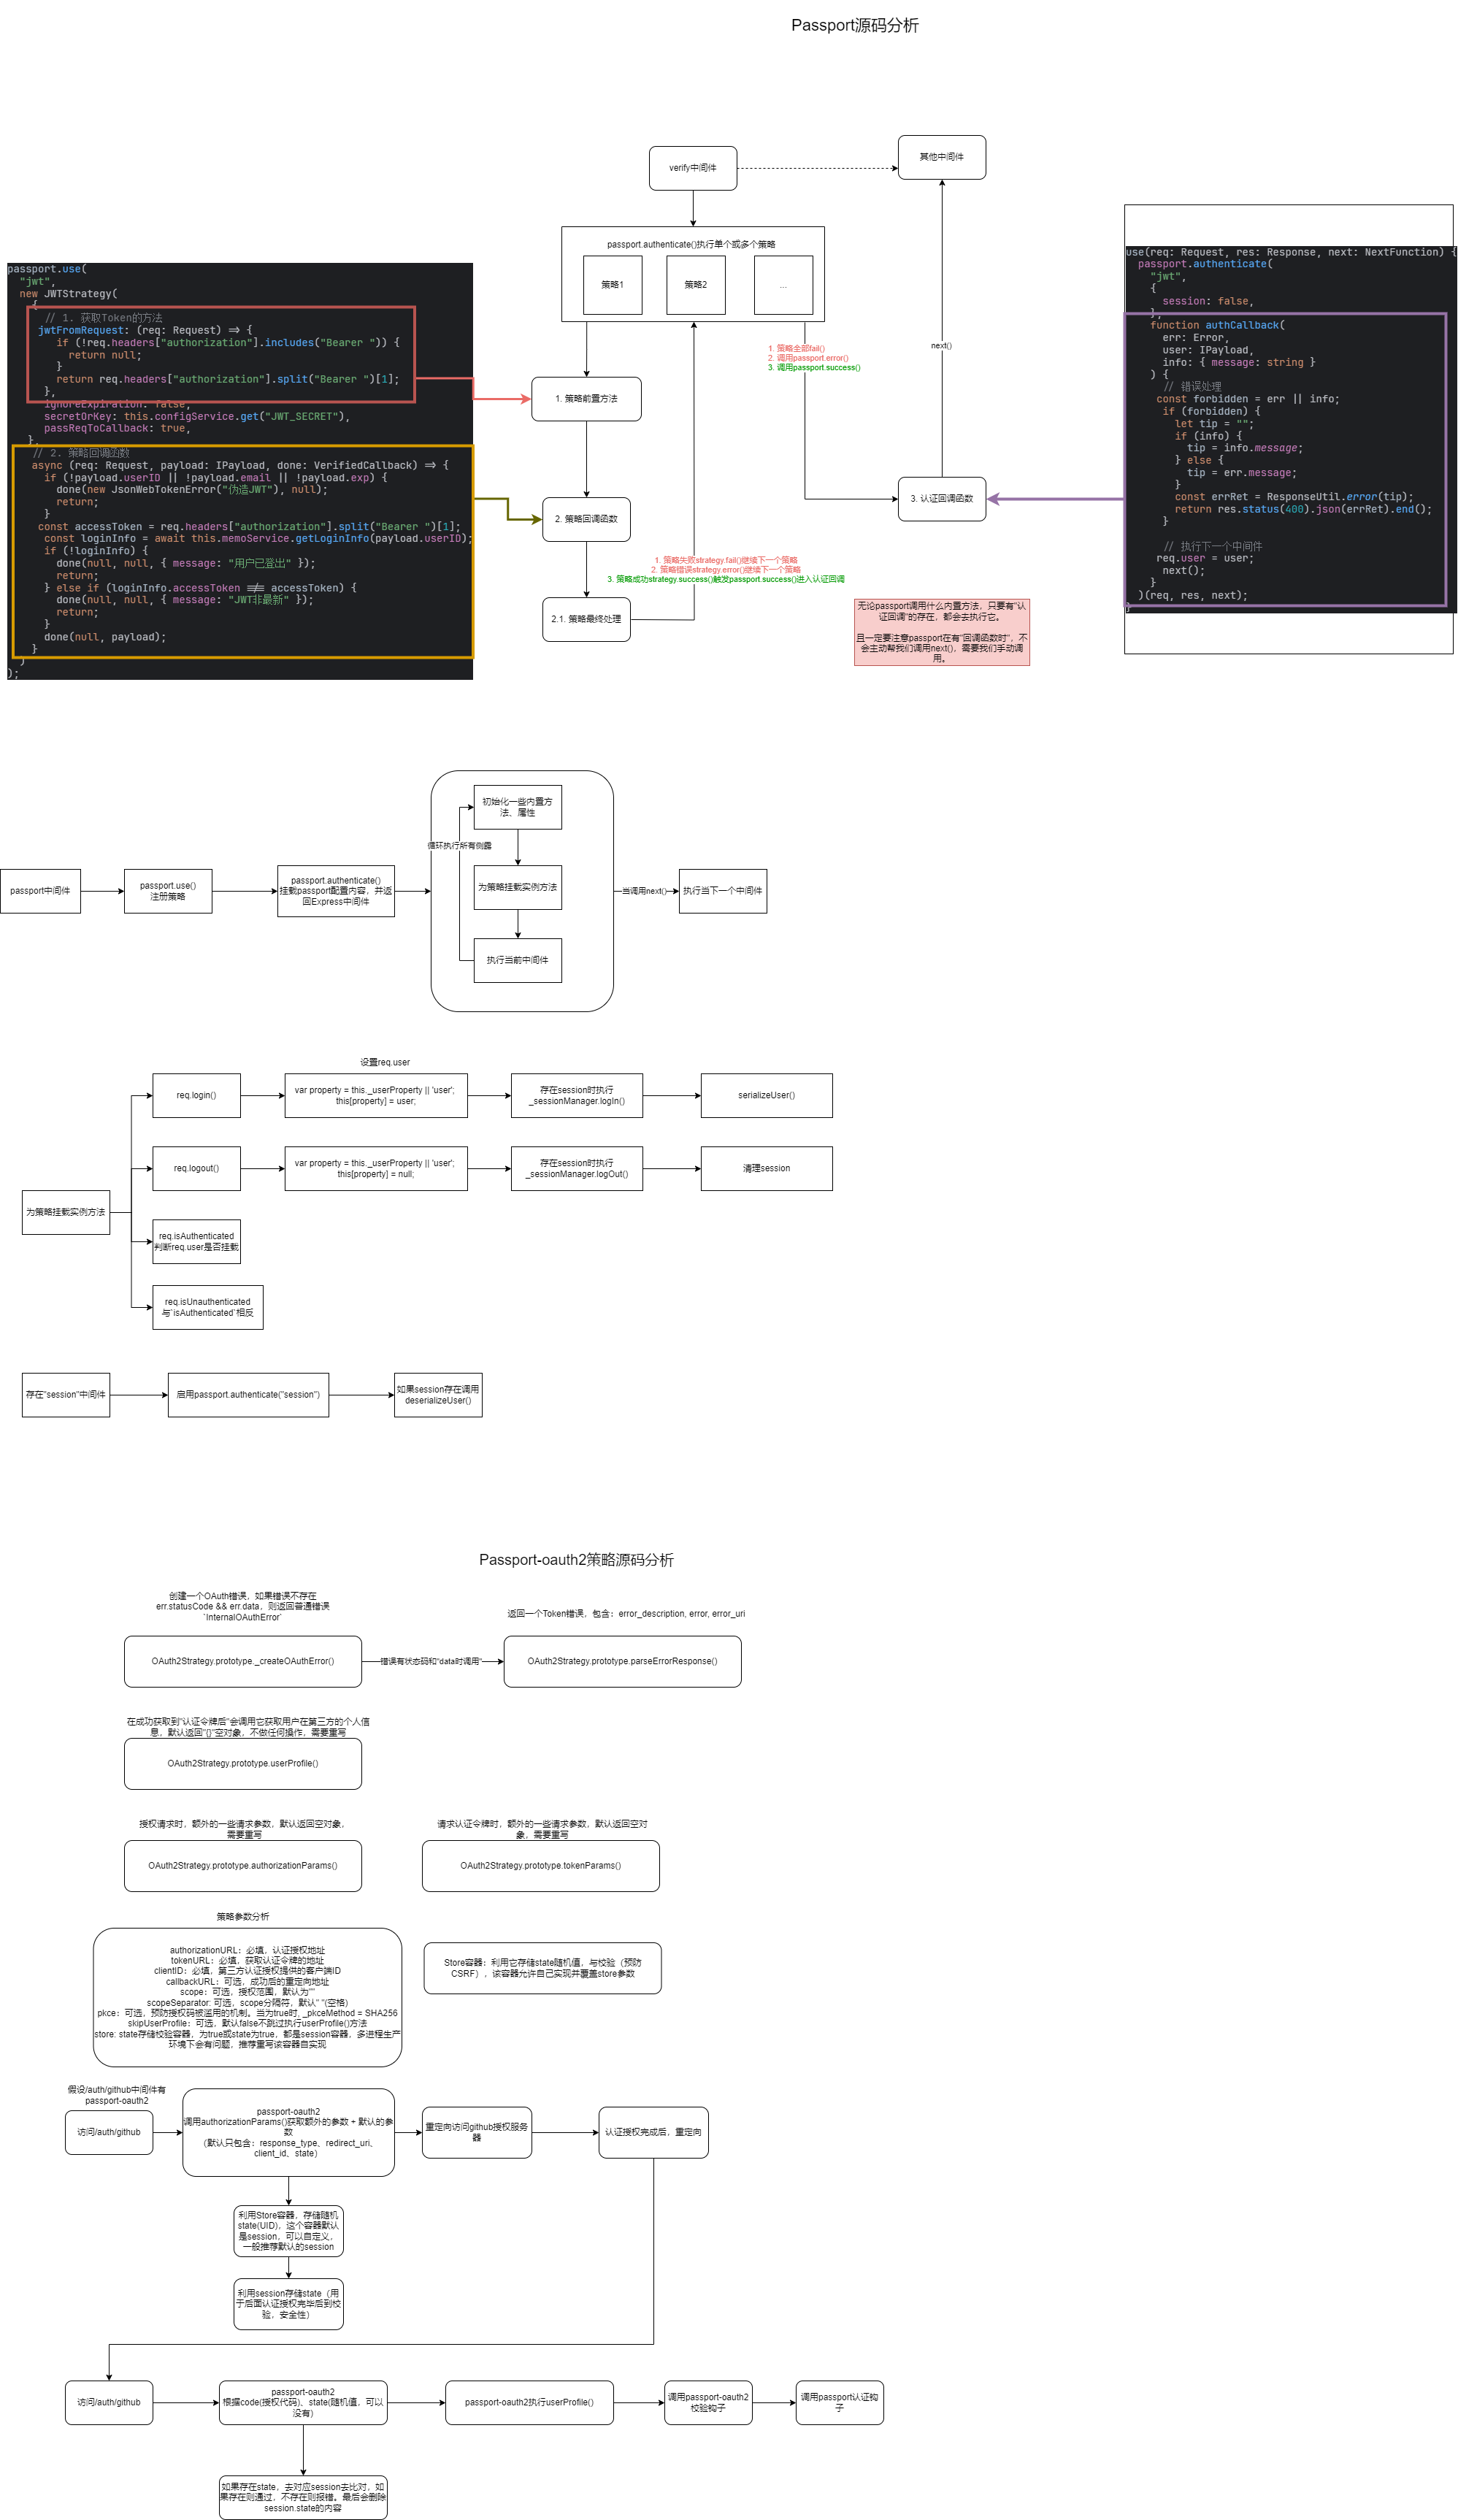 Passport源码分析
verify中间件
其他中间件
passport.authenticate()执行单个或多个策略
策略1
策略2
...
passport.use(
"jwt",
new JWTStrategy(
{
// 1. 获取Token的方法
jwtFromRequest: (req: Request) => {
if (!req.headers["authorization"].includes("Bearer ")) {
return null;
}
return req.headers["authorization"].split("Bearer ")[1];
},
ignoreExpiration: false,
secretOrKey: this.configService.get("JWT_SECRET"),
passReqToCallback: true,
},
// 2. 策略回调函数
async (req: Request, payload: IPayload, done: VerifiedCallback) => {
if (!payload.userID || !payload.email || !payload.exp) {
done(new JsonWebTokenError("伪造JWT"), null);
return;
}
const accessToken = req.headers["authorization"].split("Bearer ")[1];
const loginInfo = await this.memoService.getLoginInfo(payload.userID);
if (!loginInfo) {
done(null, null, { message: "用户已登出" });
return;
} else if (loginInfo.accessToken !== accessToken) {
done(null, null, { message: "JWT非最新" });
return;
}
done(null, payload);
}
)
);
1. 策略前置方法
2. 策略回调函数
2.1. 策略最终处理
1. 策略全部fail()
2. 调用passport.error()
3. 调用passport.success()
next()
3. 认证回调函数
1. 策略失败strategy.fail()继续下一个策略
2. 策略错误strategy.error()继续下一个策略
3. 策略成功strategy.success()触发passport.success()进入认证回调
无论passport调用什么内置方法，只要有"认
证回调"的存在，都会去执行它。
且一定要注意passport在有"回调函数时"，不
会主动帮我们调用next()，需要我们手动调
用。
use(req: Request, res: Response, next: NextFunction) {
passport.authenticate(
"jwt",
{
session: false,
},
function authCallback(
err: Error,
user: IPayload,
info: { message: string }
) {
// 错误处理
const forbidden = err || info;
if (forbidden) {
let tip = "";
if (info) {
tip = info.message;
} else {
tip = err.message;
}
const errRet = ResponseUtil.error(tip);
return res.status(400).json(errRet).end();
}
// 执行下一个中间件
req.user = user;
next();
}
)(req, res, next);
}
passport中间件
passport.use()
注册策略
passport.authenticate()
挂载passport配置内容，并返
回Express中间件
循环执行所有侧露
初始化一些内置方
法、属性
为策略挂载实例方法
执行当前中间件
当调用next()
执行当下一个中间件
设置req.user
为策略挂载实例方法
req.login()
var property = this._userProperty || 'user';
this[property] = user;
存在session时执行
_sessionManager.logIn()
serializeUser()
req.logout()
var property = this._userProperty || 'user';
this[property] = null;
存在session时执行
_sessionManager.logOut()
清理session
req.isAuthenticated
判断req.user是否挂载
req.isUnauthenticated
与`isAuthenticated`相反
存在"session"中间件
启用passport.authenticate("session")
如果session存在调用
deserializeUser()
Passport-oauth2策略源码分析
创建一个OAuth错误，如果错误不存在
err.statusCode && err.data，则返回普通错误
`InternalOAuthError`
OAuth2Strategy.prototype._createOAuthError()
错误有状态码和"data时调用"
返回一个Token错误，包含：error_description, error, error_uri
OAuth2Strategy.prototype.parseErrorResponse()
在成功获取到"认证令牌后"会调用它获取用户在第三方的个人信
息，默认返回"{}"空对象，不做任何操作，需要重写
OAuth2Strategy.prototype.userProfile()
授权请求时，额外的一些请求参数，默认返回空对象，
需要重写
OAuth2Strategy.prototype.authorizationParams()
请求认证令牌时，额外的一些请求参数，默认返回空对
象，需要重写
OAuth2Strategy.prototype.tokenParams()
策略参数分析
authorizationURL：必填，认证授权地址
tokenURL：必填，获取认证令牌的地址
clientID：必填，第三方认证授权提供的客户端ID
callbackURL：可选，成功后的重定向地址
scope：可选，授权范围，默认为""
scopeSeparator: 可选，scope分隔符，默认" "(空格)
pkce：可选，预防授权码被滥用的机制。当为true时, _pkceMethod = SHA256
skipUserProfile：可选，默认false不跳过执行userProfile()方法
store: state存储校验容器，为true或state为true，都是session容器，多进程生产
环境下会有问题，推荐重写该容器自实现
Store容器：利用它存储state随机值，与校验（预防
CSRF），该容器允许自己实现并覆盖store参数
假设/auth/github中间件有
passport-oauth2
访问/auth/github
passport-oauth2
调用authorizationParams()获取额外的参数 + 默认的参
数
（默认只包含：response_type、redirect_uri、
client_id、state）
重定向访问github授权服务
器
认证授权完成后，重定向
利用Store容器，存储随机
state(UID)，这个容器默认
是session，可以自定义，
一般推荐默认的session
利用session存储state（用
于后面认证授权完毕后到校
验，安全性）
访问/auth/github
passport-oauth2
根据code(授权代码)、state(随机值，可以
没有)
passport-oauth2执行userProfile()
调用passport-oauth2
校验钩子
调用passport认证钩
子
如果存在state，去对应session去比对，如
果存在则通过，不存在则报错。最后会删除
session.state的内容